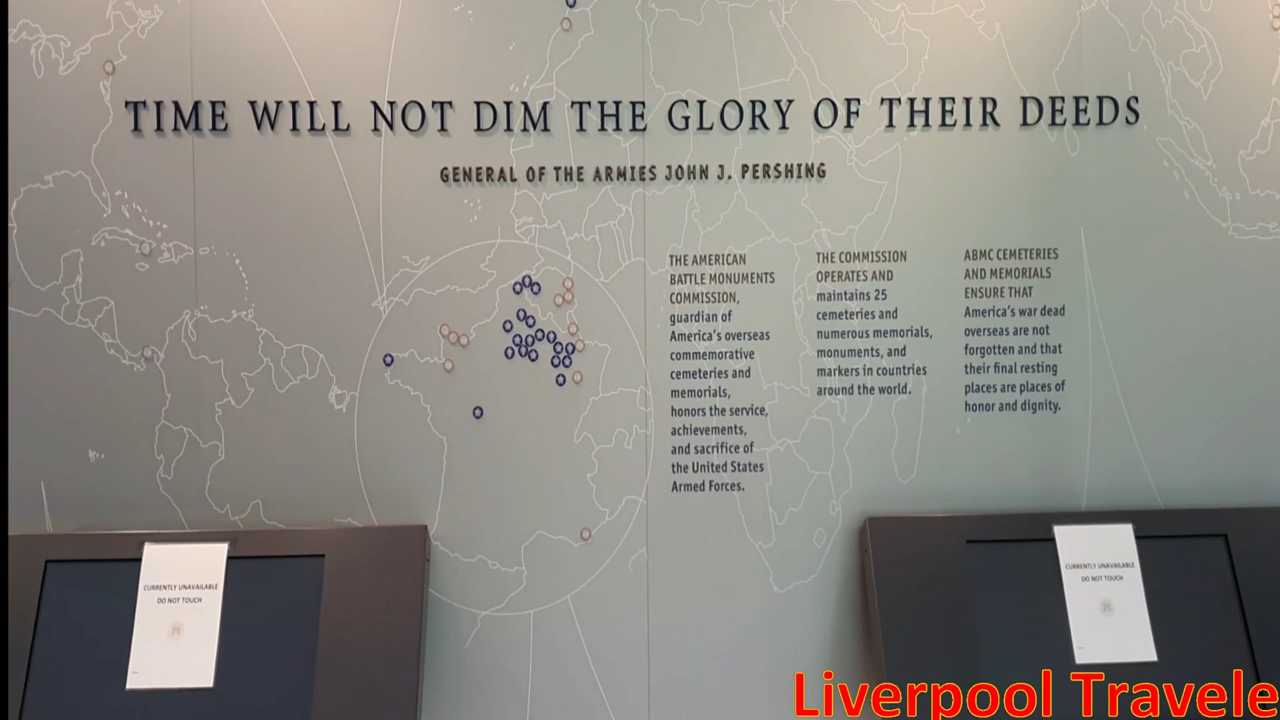 TIME WILL NOT DIM THE GLORY OF THEIR DEEDS
GENERAL OF THE ARMIES JOHN J. PERSHING
THE AMERICAN
BATTLE MONUMENTS
COMMISSION,
guardian of
America's overseas
commemorative
cemeteries and
memorials,
honors the service,
achievements,
and sacrifice of
the United States
Armed Forces.
THE COMMISSION
OPERATES AND
maintains 25
cemeteries and
numerous memorials,
monuments, and
markers in countries
around the world.
ABMC CEMETERIES
AND MEMORIALS
ENSURE THAT
America's war dead
overseas are not
forgotten and that
their final resting
places are places of
honor and dignity.
CURRENTLY UNAVAILABLE
DO NOT TOUCH
CURRENTLY UNAVAILABLE
DO NOT TOUCH
Liverpool Travele